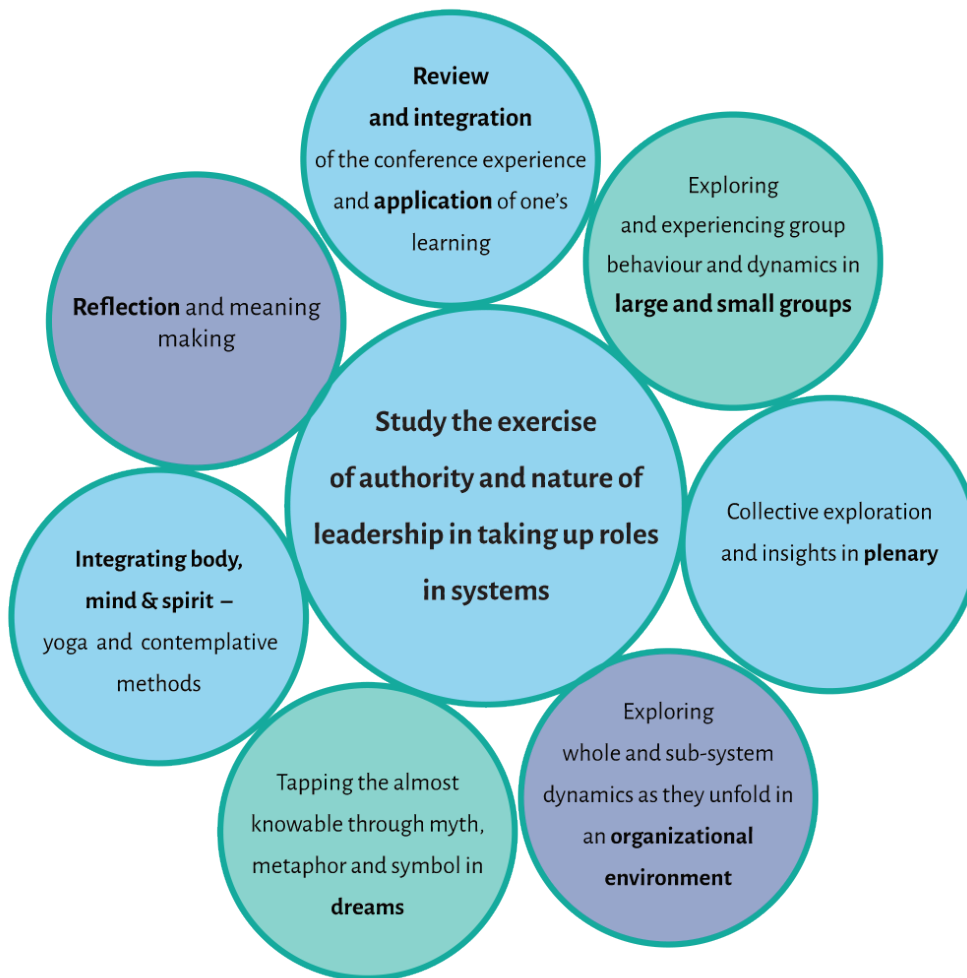 Review
and integration
of the conference experience
and application of one’s
learning
Exploring
and experiencing group
behaviour and dynamics in
large and small groups
Reflection and meaning
making
Study the exercise
of authority and nature of
leadership in taking up roles
in systems
Collective exploration
and insights in plenary
Integrating body,
mind & spirit –
yoga and contemplative
methods
Exploring
whole and sub-system
dynamics as they unfold in
an organizational
environment
Tapping the almost
knowable through myth,
metaphor and symbol in
dreams